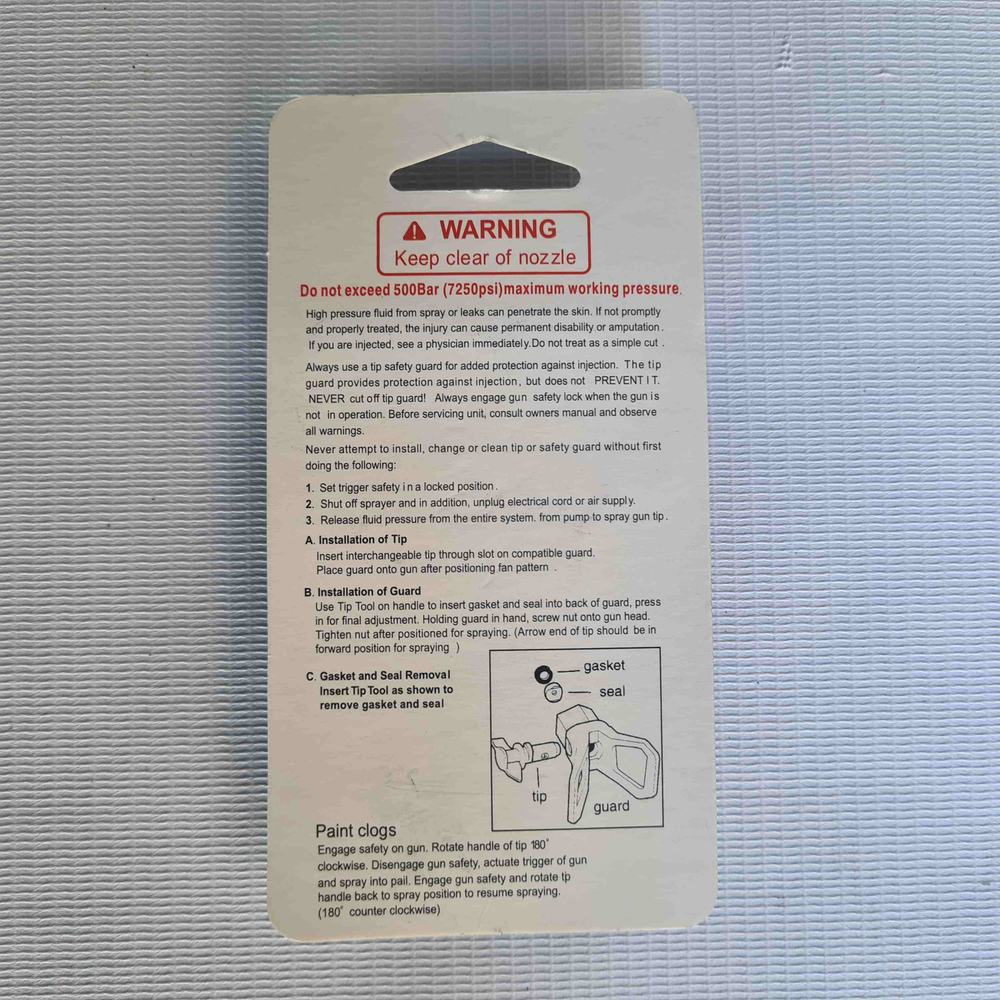 WARNING
Keep clear of nozzle
Do not exceed 500Bar (7250psi)maximum working pressure.
High pressure fluid from spray or leaks can penetrate the skin. If not promptly
and properly treated, the injury can cause permanent disability or amputation.
If you are injected, see a physician immediately.Do not treat as a simple cut .
Always use a tip safety guard for added protection against injection. The tip
guard provides protection against injection, but does not PREVENT IT.
NEVER cut off tip guard! Always engage gun safety lock when the gun is
not in operation. Before servicing unit, consult owners manual and observe
all warnings.
Never attempt to install, change or clean tip or safety guard without first
doing the following:
1. Set trigger safety in a locked position.
2. Shut off sprayer and in addition, unplug electrical cord or air supply.
3. Release fluid pressure from the entire system. from pump to spray gun tip.
A. Installation of Tip
Insert interchangeable tip through slot on compatible guard.
Place guard onto gun after positioning fan pattern .
B. Installation of Guard
Use Tip Tool on handle to insert gasket and seal into back of guard, press
in for final adjustment. Holding guard in hand, screw nut onto gun head.
Tighten nut after positioned for spraying. (Arrow end of tip should be in
forward position for spraying )
C. Gasket and Seal Removal
Insert Tip Tool as shown to
remove gasket and seal
gasket
seal
tip
guard
Paint clogs
Engage safety on gun. Rotate handle of tip 180°
clockwise. Disengage gun safety, actuate trigger of gun
and spray into pail. Engage gun safety and rotate tp
handle back to spray position to resume spraying.
(180° counter clockwise)